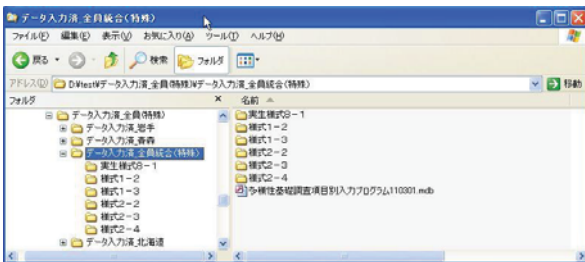 データ入力済_全員統合(特殊)
ファイル(F) 編集(E) 表示(V) お気に入り(A) ツール(T) ヘルプ(H)
戻る 検索 フォルダ
アドレス(D) D:¥test¥データ入力済_全員(特殊)¥データ入力済_全員統合(特殊) 移動
フォルダ × 名前
データ入力済_全員(特殊)
データ入力済_岩手
データ入力済_青森
データ入力済_全員統合(特殊)
実生様式8-1
様式1-2
様式1-3
様式2-2
様式2-3
様式2-4
データ入力済_北海道
実生様式8-1
様式1-2
様式1-3
様式2-2
様式2-3
様式2-4
多様性基礎調査項目別入力プログラム110301.mdb